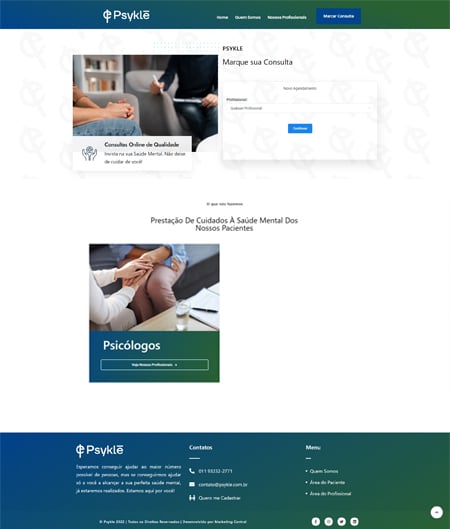 Psyklē
Home Quem Somos Nossos Profissionais Marcar Consulta
PSYKLE
Marque sua Consulta
Novo Agendamento
Profissional:
Qualquer Profissional
Continuar
Consultas Online de Qualidade
Invista na sua Saúde Mental. Não deixe
de cuidar de você!
O que nós fazemos
Prestação De Cuidados À Saúde Mental Dos
Nossos Pacientes
Psicólogos
Veja Nossos Profissionais
Psyklē
Esperamos conseguir ajudar ao maior número
possível de pessoas, mas se conseguirmos ajudar
só a você a alcançar a sua perfeita saúde mental,
já estaremos realizados. Estamos aqui por você!
Contatos
011 93232-2771
contato@psykle.com.br
Quero me Cadastrar
Menu
Quem Somos
Área do Paciente
Área do Profissional
© Psykle 2022 | Todos os Direitos Reservados | Desenvolvido por Marketing Central